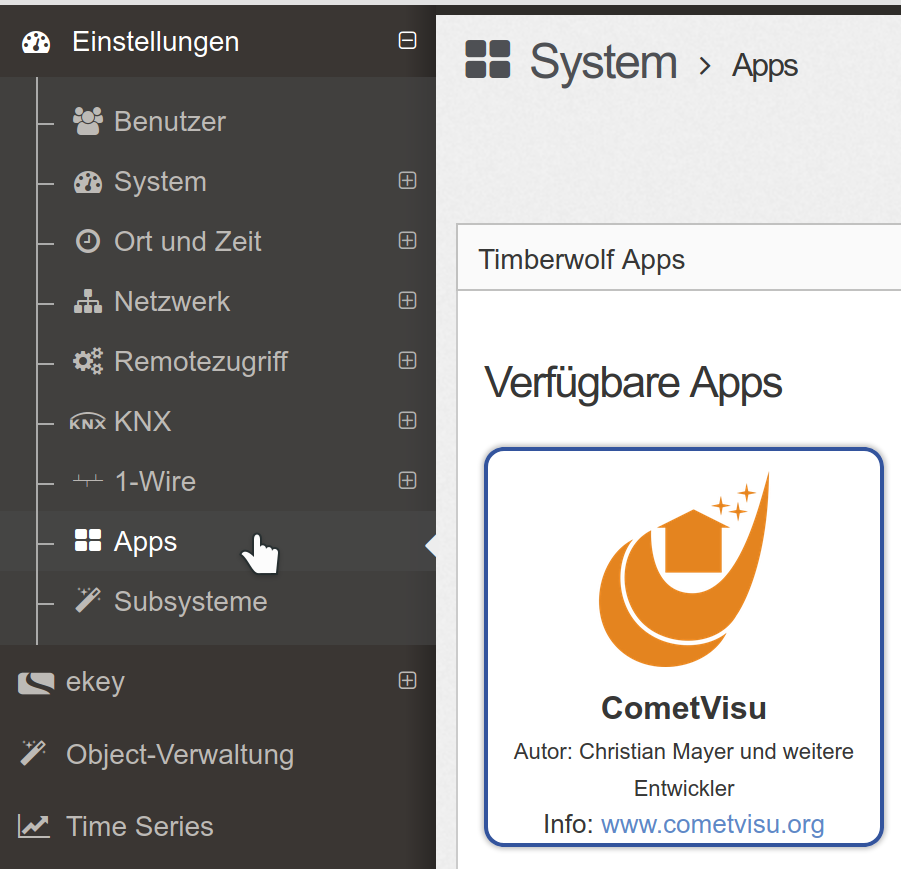 Einstellungen
Benutzer
System
Ort und Zeit
Netzwerk
Remotezugriff
KNX KNX
1-Wire
Apps
Subsysteme
ekey
Object-Verwaltung
Time Series
System > Apps
Timberwolf Apps
Verfügbare Apps
CometVisu
Autor: Christian Mayer und weitere
Entwickler
Info: www.cometvisu.org